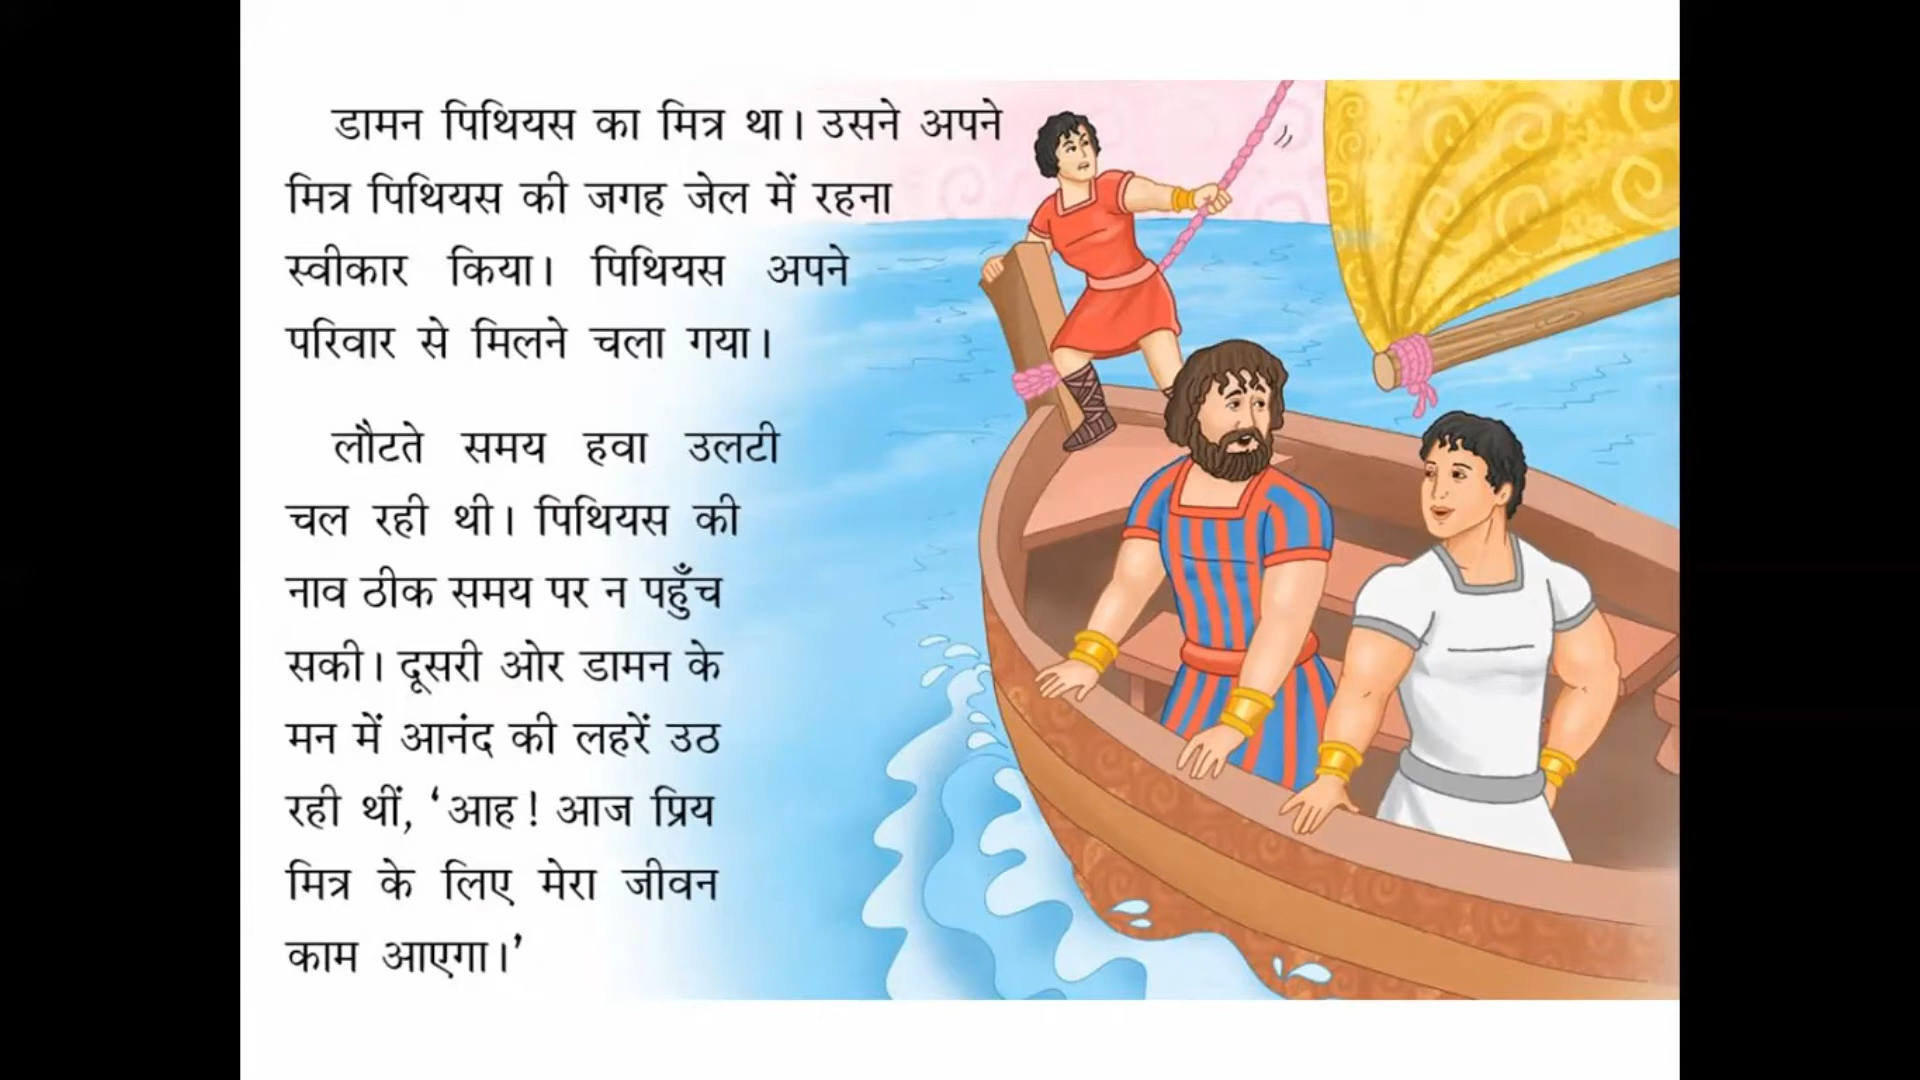 डामन पिथियस का मित्र था। उसने अपने
मित्र पिथियस की जगह जेल में रहना
स्वीकार किया। पिथियस अपने
परिवार से मिलने चला गया।
लौटते समय हवा उलटी
चल रही थी। पिथियस की
नाव ठीक समय पर न पहुँच
सकी। दूसरी ओर डामन के
मन में आनंद की लहरें उठ
रही थीं, ‘आह! आज प्रिय
मित्र के लिए मेरा जीवन
काम आएगा।’